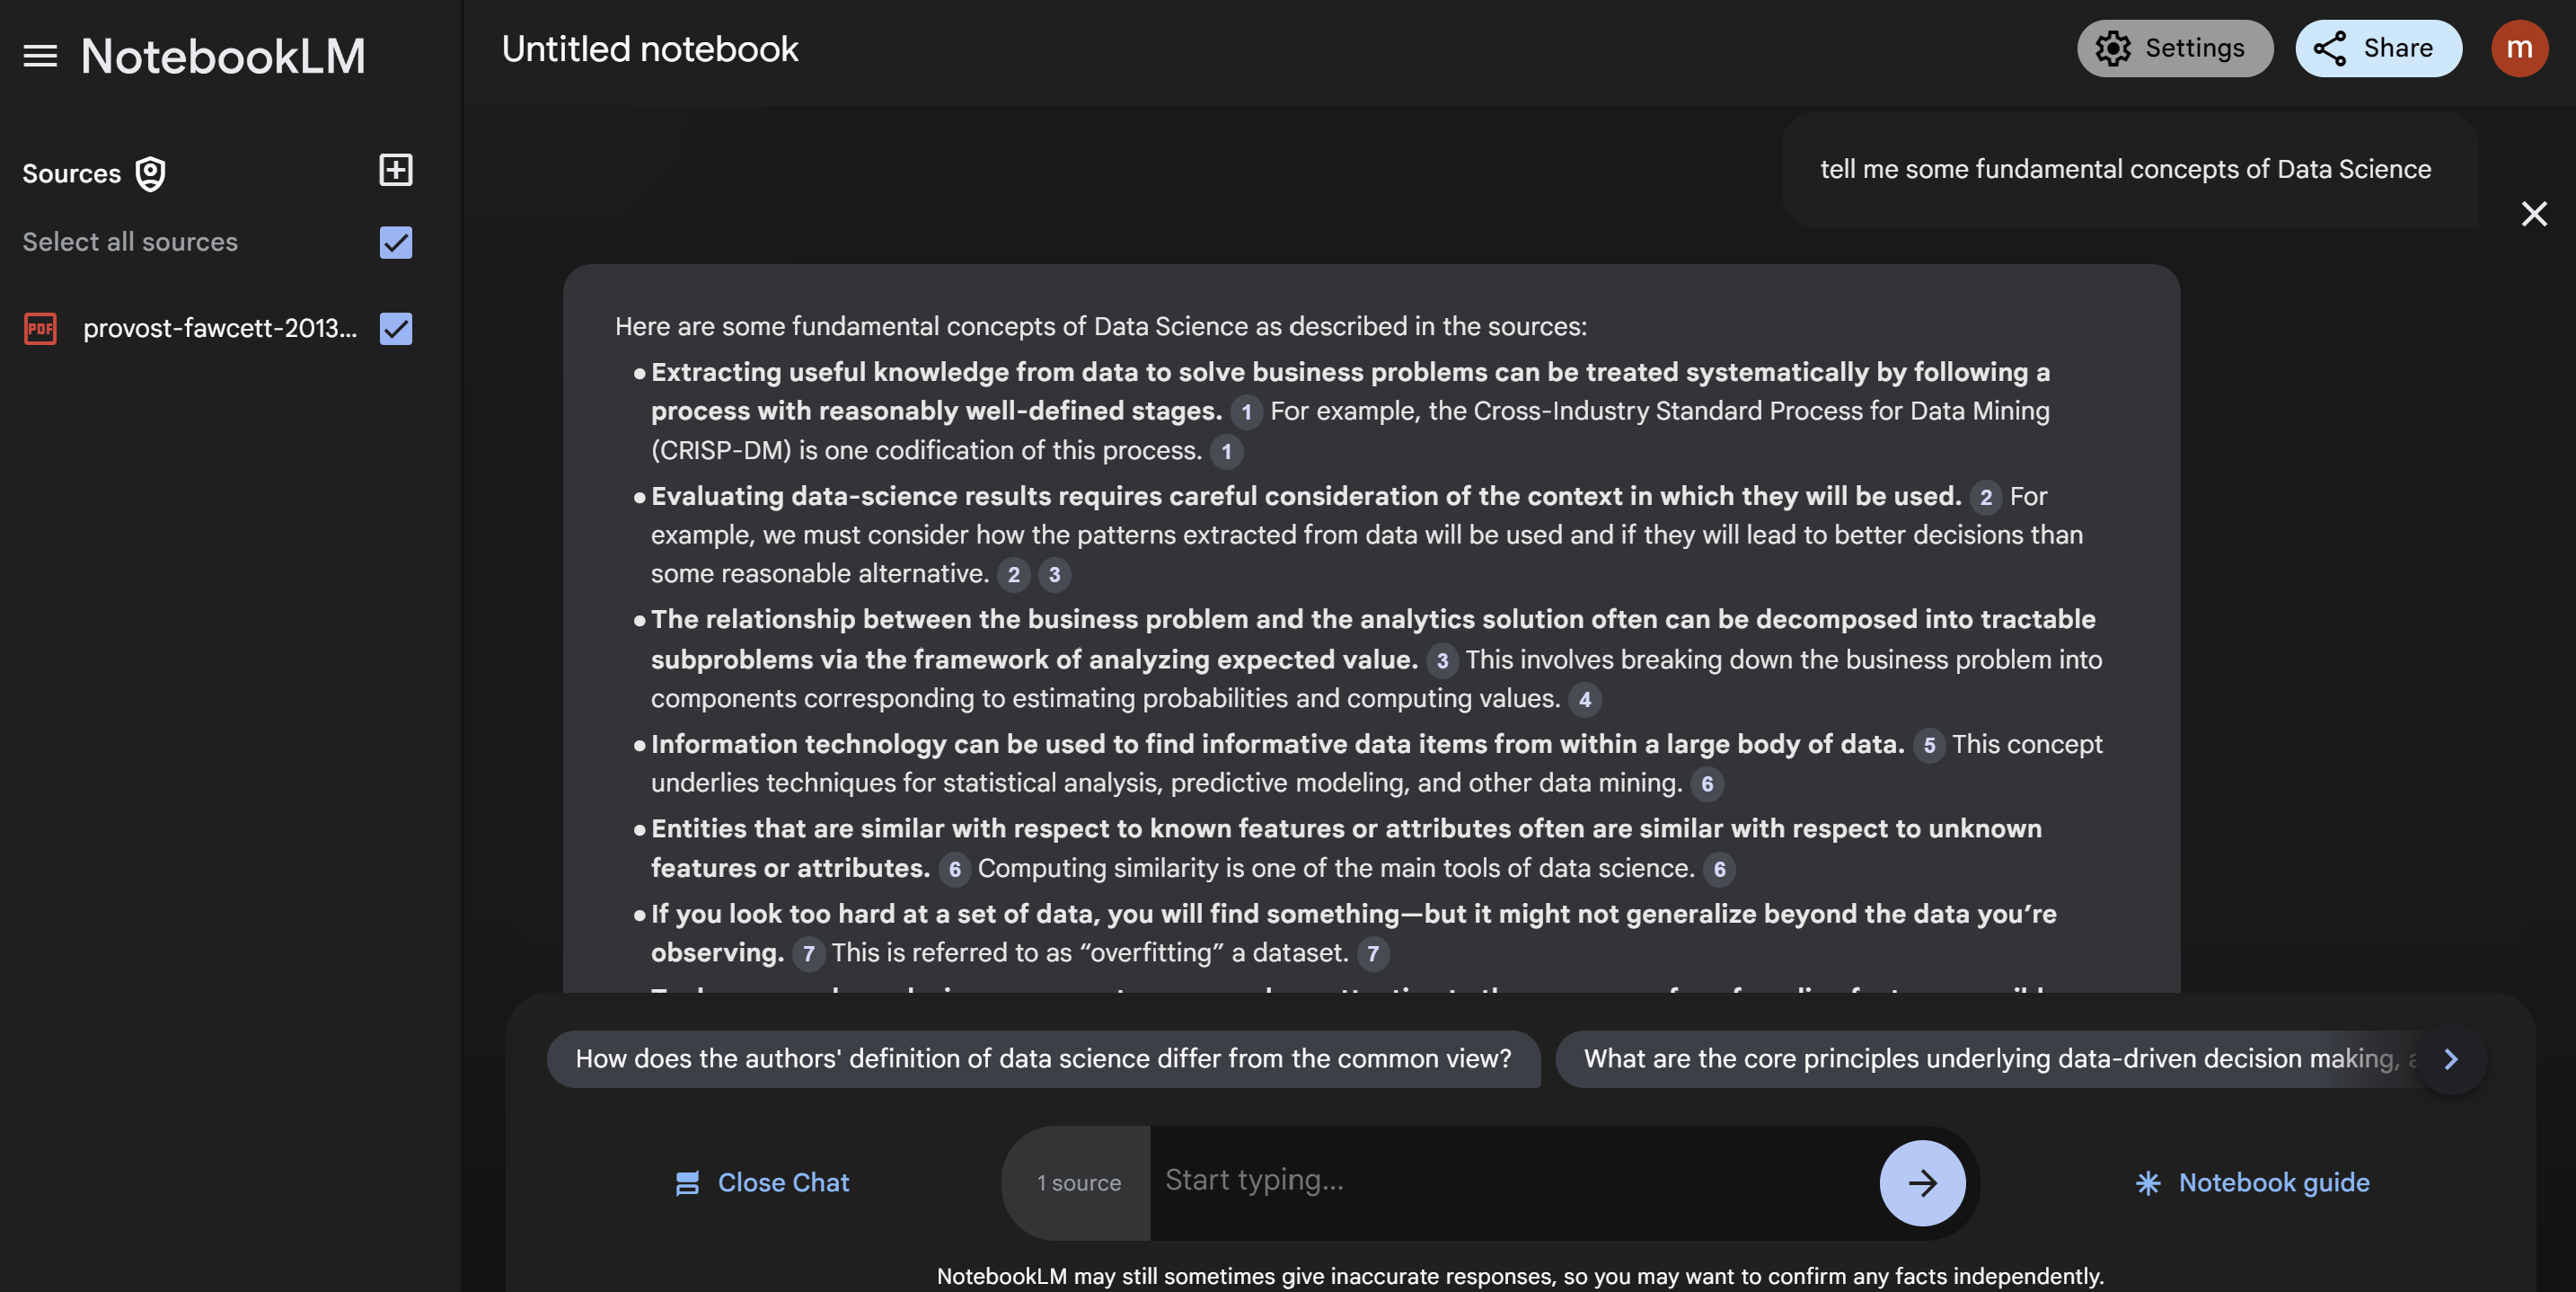 NotebookLM
Untitled notebook
Settings
Share
m
Sources
Select all sources
PDF
provost-fawcett-2013...
tell me some fundamental concepts of Data Science
Here are some fundamental concepts of Data Science as described in the sources:
• Extracting useful knowledge from data to solve business problems can be treated systematically by following a
process with reasonably well-defined stages. 1 For example, the Cross-Industry Standard Process for Data Mining
(CRISP-DM) is one codification of this process. 1
• Evaluating data-science results requires careful consideration of the context in which they will be used. 2 For
example, we must consider how the patterns extracted from data will be used and if they will lead to better decisions than
some reasonable alternative. 2 3
• The relationship between the business problem and the analytics solution often can be decomposed into tractable
subproblems via the framework of analyzing expected value. 3 This involves breaking down the business problem into
components corresponding to estimating probabilities and computing values. 4
• Information technology can be used to find informative data items from within a large body of data. 5 This concept
underlies techniques for statistical analysis, predictive modeling, and other data mining. 6
• Entities that are similar with respect to known features or attributes often are similar with respect to unknown
features or attributes. 6 Computing similarity is one of the main tools of data science. 6
• If you look too hard at a set of data, you will find something—but it might not generalize beyond the data you’re
observing. 7 This is referred to as “overfitting” a dataset. 7
How does the authors' definition of data science differ from the common view?
What are the core principles underlying data-driven decision making,
Close Chat
1 source
Start typing...
Notebook guide
NotebookLM may still sometimes give inaccurate responses, so you may want to confirm any facts independently.